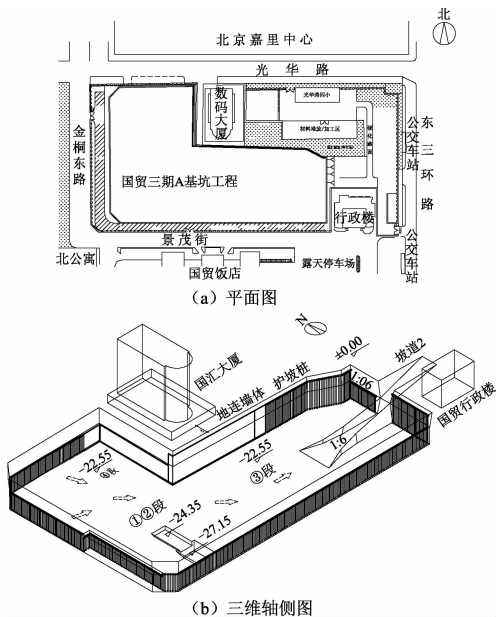 北京嘉里中心
北
光华路
数码大厦
光华路四小
材料堆放/加工区
金桐东路
公交车站
东三环路
国贸三期A基坑工程
行政楼
景茂街
北公寓
国贸饭店
露天停车场
公交车站
（a）平面图
N
±0.00
坡道2
国汇大厦
地连墙体
护坡桩
1:06
国贸行政楼
1:6
-22.55
-22.55
③段
①②段
-24.35
-27.15
（b）三维轴侧图